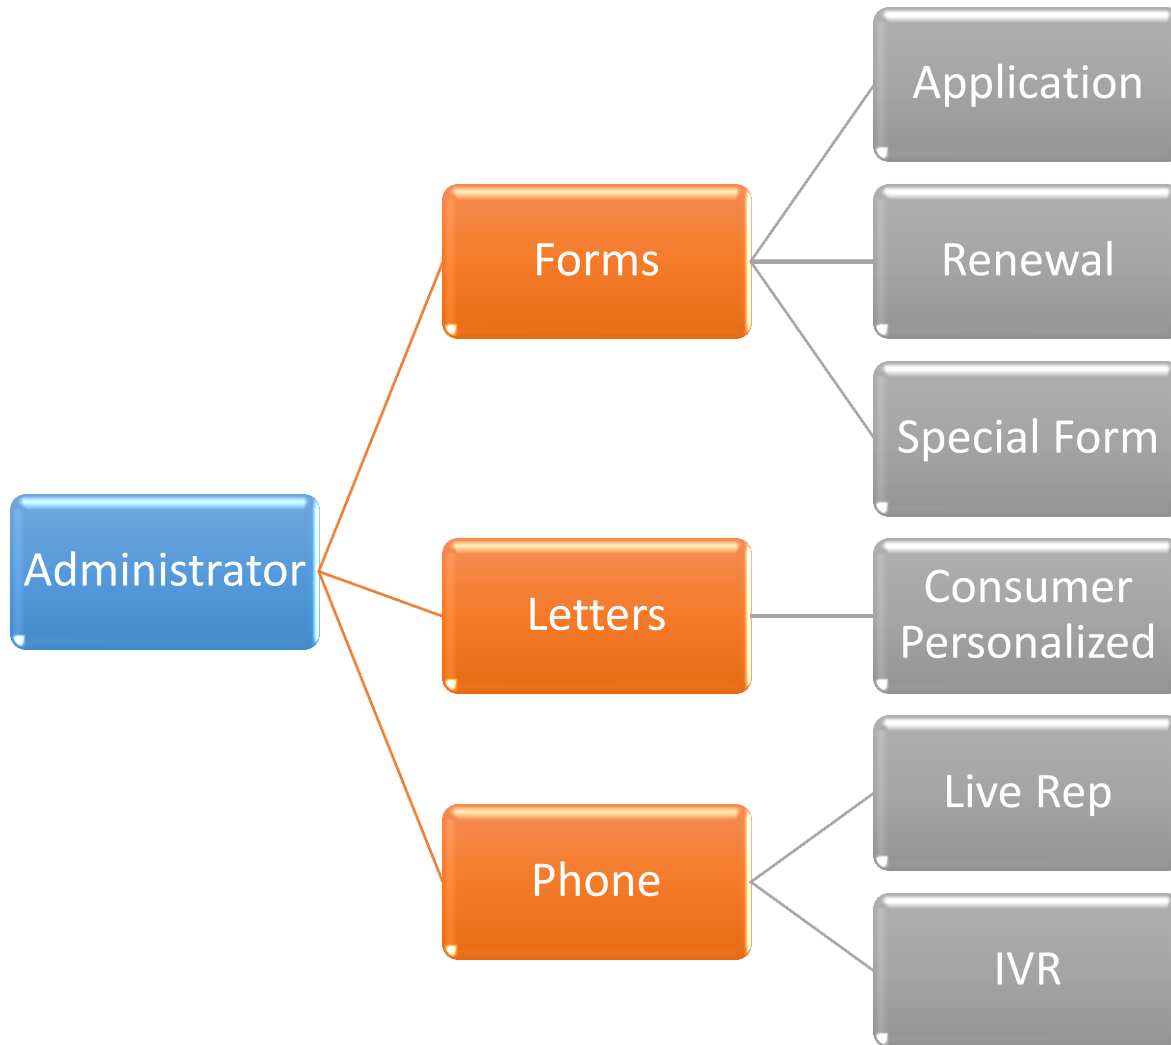 Application
Forms
Renewal
Special Form
Administrator
Letters
Consumer
Personalized
Phone
Live Rep
IVR